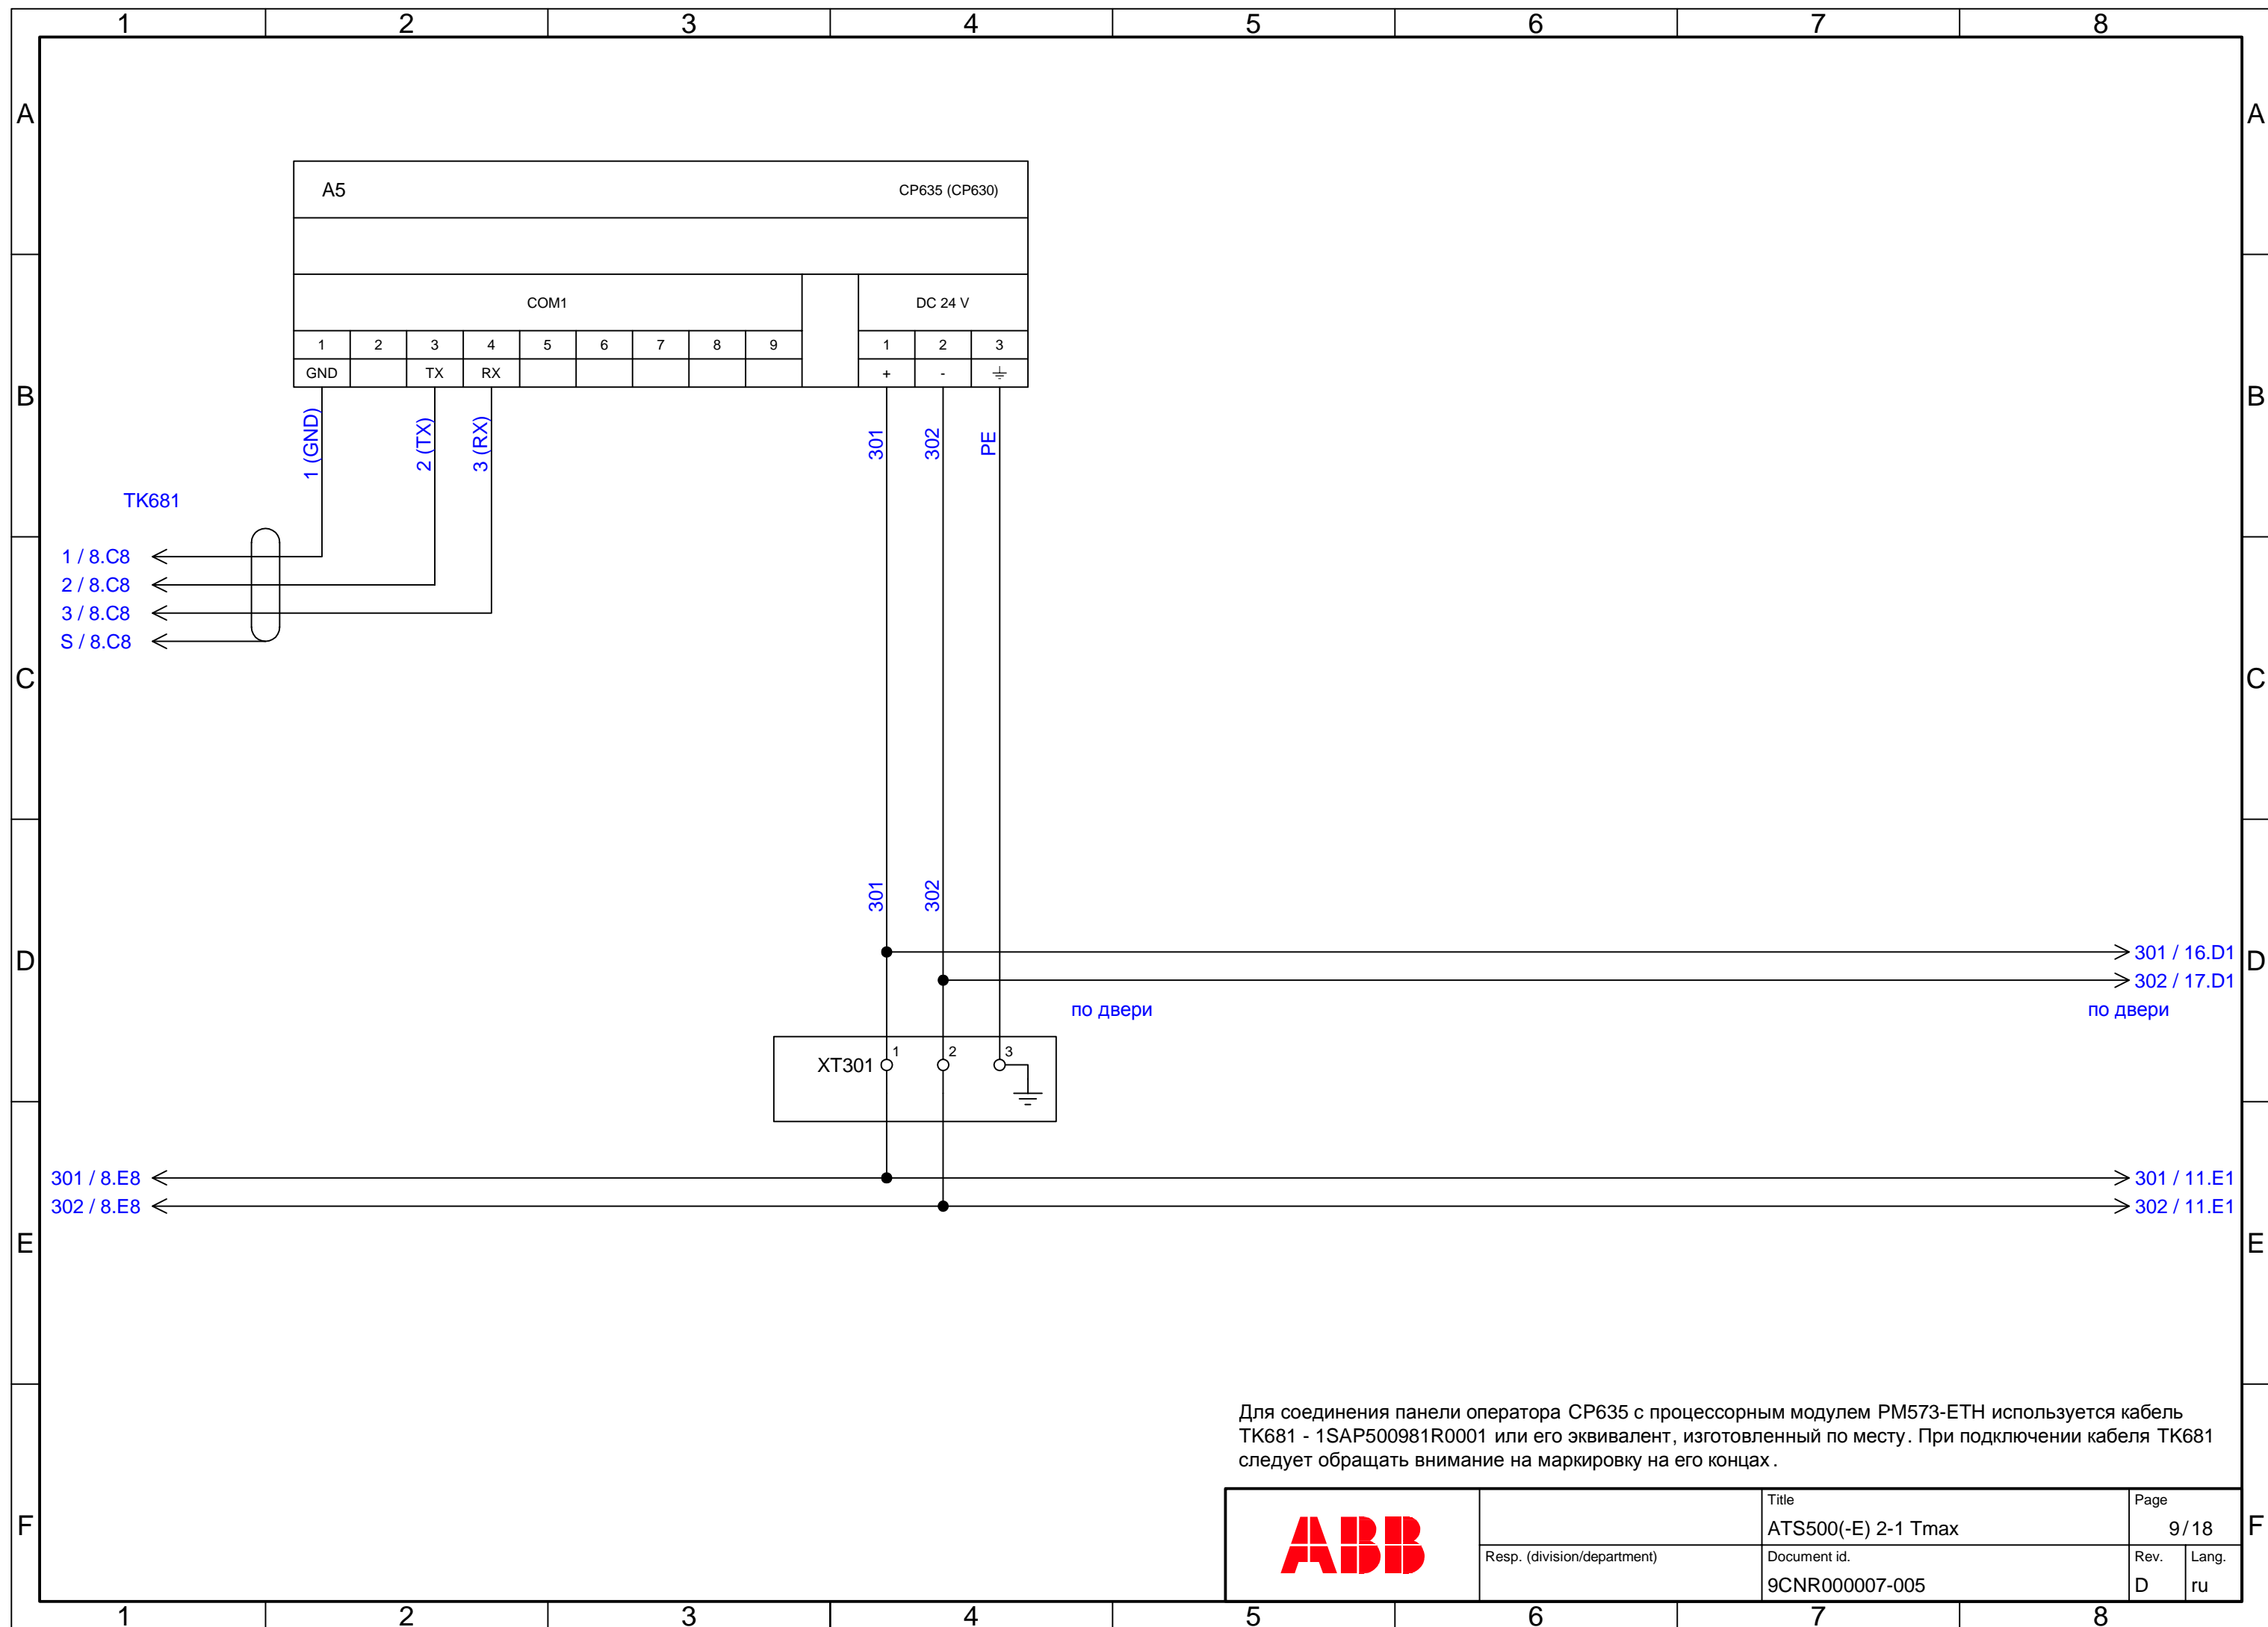 1 2 3 4 5 6 7 8
A A
A5 CP635 (CP630)
COM1 DC 24 V
1 2 3 4 5 6 7 8 9 1 2 3
GND TX RX + -
B B
1 (GND) 2 (TX) 3 (RX) 301 302 PE
TK681
1 / 8.C8
2 / 8.C8
3 / 8.C8
S / 8.C8
C C
301 302
D D
301 / 16.D1
302 / 17.D1
по двери по двери
XT301 1 2 3
301 / 8.E8 301 / 11.E1
302 / 8.E8 302 / 11.E1
E E
Для соединения панели оператора CP635 с процессорным модулем PM573-ETH используется кабель
TK681 - 1SAP500981R0001 или его эквивалент, изготовленный по месту. При подключении кабеля TK681
следует обращать внимание на маркировку на его концах.
F F
ABB
Title
ATS500(-E) 2-1 Tmax
Page
9/18
Resp. (division/department)
Document id.
9CNR000007-005
Rev.
D
Lang.
ru
1 2 3 4 5 6 7 8